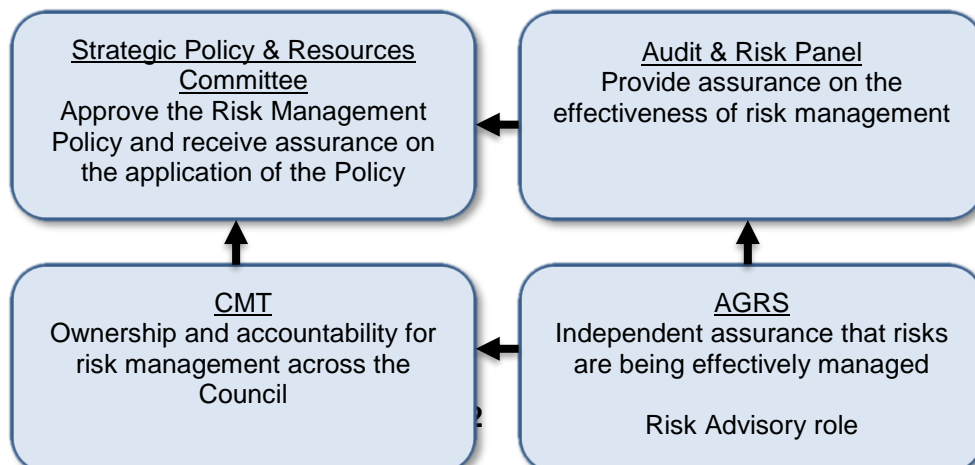 Strategic Policy & Resources
Committee
Approve the Risk Management
Policy and receive assurance on
the application of the Policy
Audit & Risk Panel
Provide assurance on the
effectiveness of risk management
CMT
Ownership and accountability for
risk management across the
Council
AGRS
Independent assurance that risks
are being effectively managed
Risk Advisory role
2